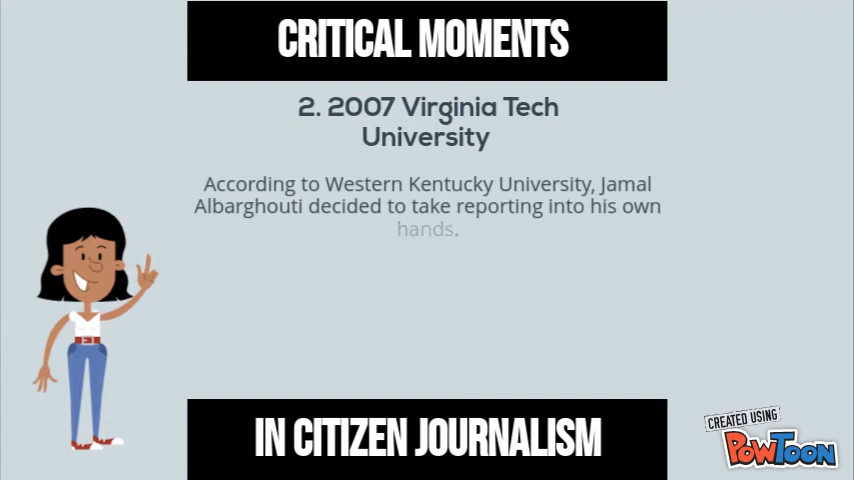 CRITICAL MOMENTS
2. 2007 Virginia Tech
University
According to Western Kentucky University, Jamal
Albarghouti decided to take reporting into his own
hands.
IN CITIZEN JOURNALISM
CREATED USING
POWTOON